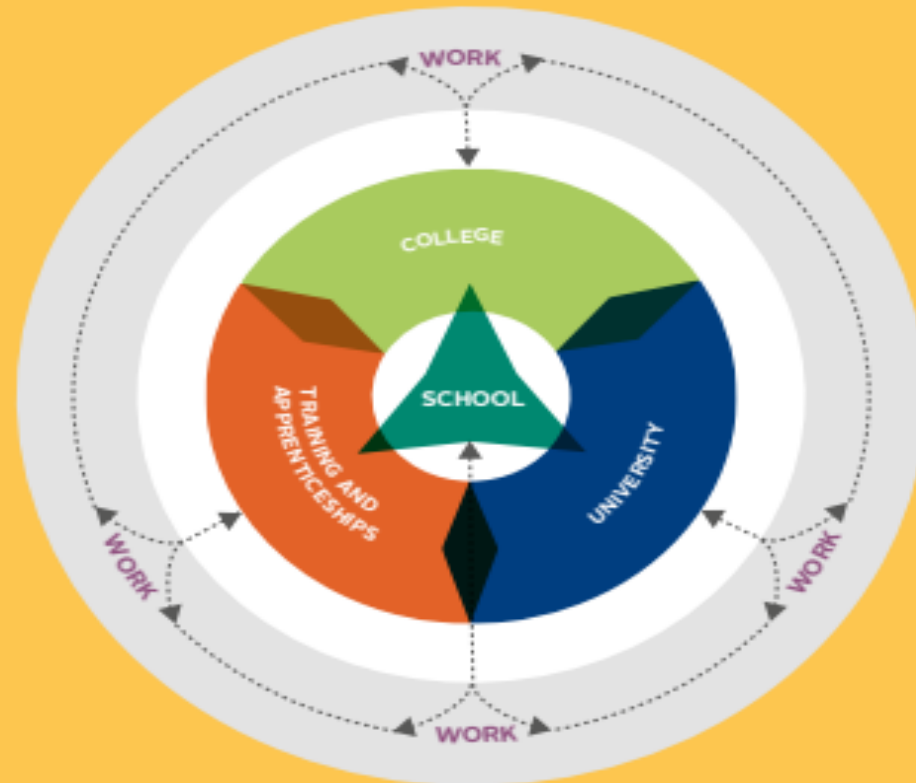 WORK
COLLEGE
SCHOOL
TRAINING AND
APPRENTICESHIPS
UNIVERSITY
WORK
WORK
WORK